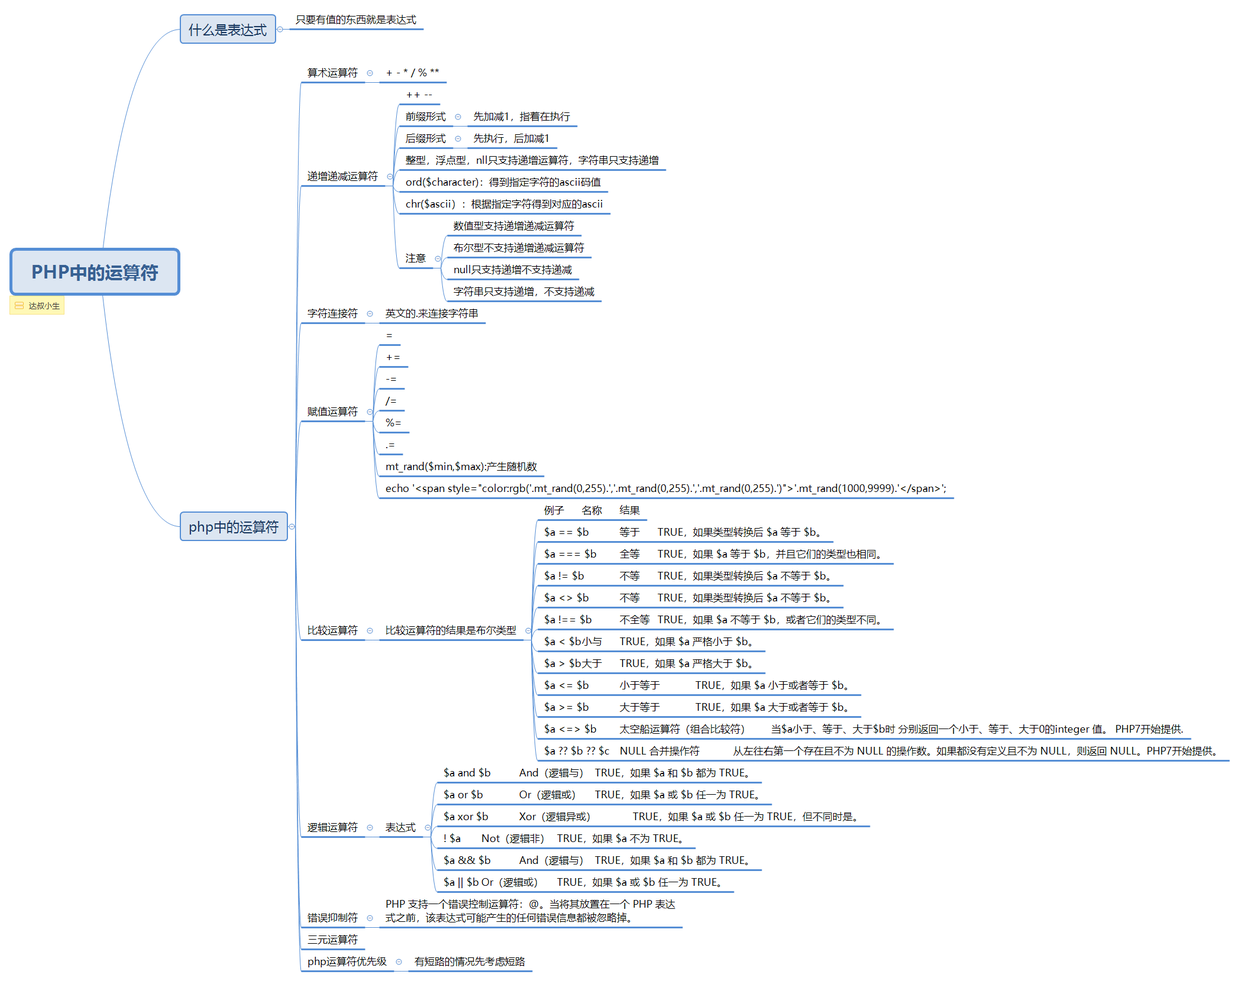 什么是表达式
只要有值的东西就是表达式
算术运算符
+ - * / % **
++ --
前缀形式
先加减1，指着在执行
后缀形式
先执行，后加减1
整型，浮点型，nll只支持递增运算符，字符串只支持递增
递增递减运算符
ord($character)：得到指定字符的ascii码值
chr($ascii) ：根据指定字符得到对应的ascii
数值型支持递增递减运算符
布尔型不支持递增递减运算符
注意
null只支持递增不支持递减
字符串只支持递增，不支持递减
PHP中的运算符
达叔小生
字符连接符
英文的.来连接字符串
=
+=
-=
/=
赋值运算符
%=
.=
mt_rand($min,$max):产生随机数
echo '<span style="color:rgb('.mt_rand(0,255).','.mt_rand(0,255).','.mt_rand(0,255).')">'.mt_rand(1000,9999).'</span>';
php中的运算符
例子 名称 结果
$a == $b 等于 TRUE，如果类型转换后 $a 等于 $b。
$a === $b 全等 TRUE，如果 $a 等于 $b，并且它们的类型也相同。
$a != $b 不等 TRUE，如果类型转换后 $a 不等于 $b。
$a <> $b 不等 TRUE，如果类型转换后 $a 不等于 $b。
$a !== $b 不全等 TRUE，如果 $a 不等于 $b，或者它们的类型不同。
比较运算符
比较运算符的结果是布尔类型
$a < $b小与 TRUE，如果 $a 严格小于 $b。
$a > $b大于 TRUE，如果 $a 严格大于 $b。
$a <= $b 小于等于 TRUE，如果 $a 小于或者等于 $b。
$a >= $b 大于等于 TRUE，如果 $a 大于或者等于 $b。
$a <=> $b 太空船运算符（组合比较符） 当$a小于、等于、大于$b时 分别返回一个小于、等于、大于0的integer 值。 PHP7开始提供.
$a ?? $b ?? $c NULL 合并操作符 从左往右第一个存在且不为 NULL 的操作数。如果都没有定义且不为 NULL，则返回 NULL。PHP7开始提供。
$a and $b And（逻辑与） TRUE，如果 $a 和 $b 都为 TRUE。
$a or $b Or（逻辑或） TRUE，如果 $a 或 $b 任一为 TRUE。
$a xor $b Xor（逻辑异或） TRUE，如果 $a 或 $b 任一为 TRUE，但不同时是。
逻辑运算符
表达式
! $a Not（逻辑非） TRUE，如果 $a 不为 TRUE。
$a && $b And（逻辑与） TRUE，如果 $a 和 $b 都为 TRUE。
$a || $b Or（逻辑或） TRUE，如果 $a 或 $b 任一为 TRUE。
错误抑制符
PHP 支持一个错误控制运算符：@。当将其放置在一个 PHP 表达
式之前，该表达式可能产生的任何错误信息都被忽略掉。
三元运算符
php运算符优先级
有短路的情况先考虑短路